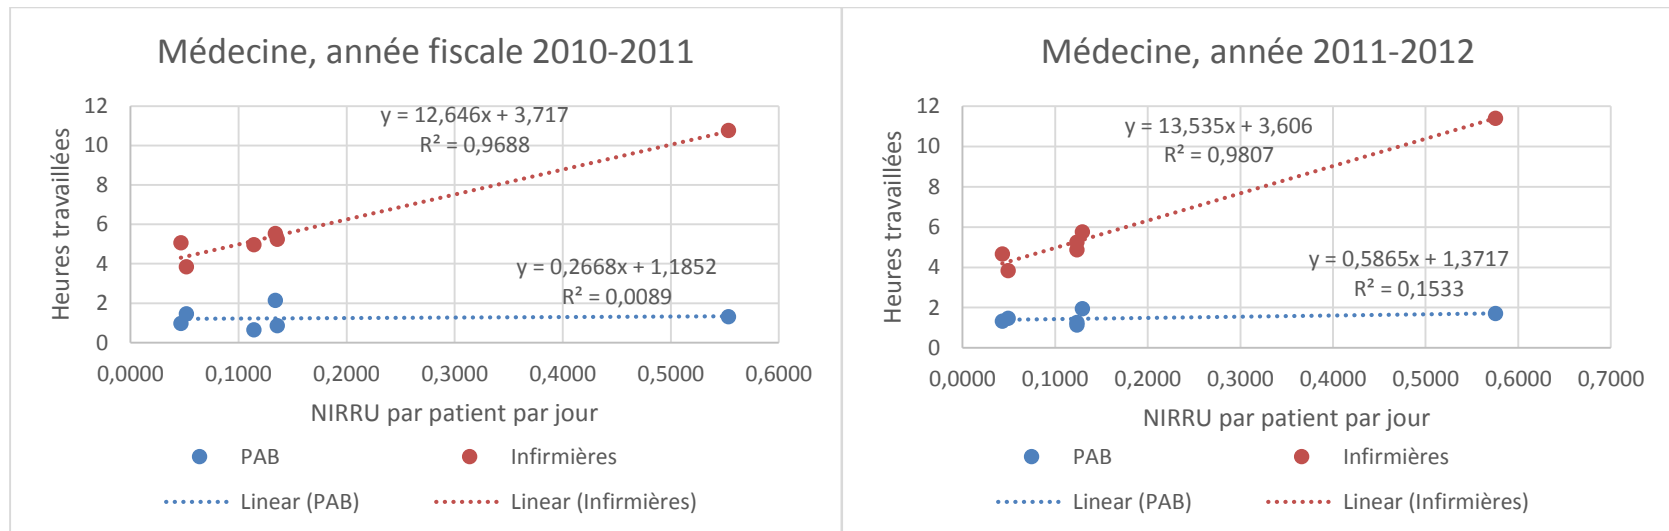 Médecine, année fiscale 2010-2011
12
10
8
6
4
2
0
Heures travaillées
y = 12,646x + 3,717
R² = 0,9688
y = 0,2668x + 1,1852
R² = 0,0089
0,0000 0,1000 0,2000 0,3000 0,4000 0,5000 0,6000
NIRRU par patient par jour
PAB Infirmières
Linear (PAB) Linear (Infirmières)
Médecine, année 2011-2012
12
10
8
6
4
2
0
Heures travaillées
y = 13,535x + 3,606
R² = 0,9807
y = 0,5865x + 1,3717
R² = 0,1533
0,0000 0,1000 0,2000 0,3000 0,4000 0,5000 0,6000 0,7000
NIRRU par patient par jour
PAB Infirmières
Linear (PAB) Linear (Infirmières)